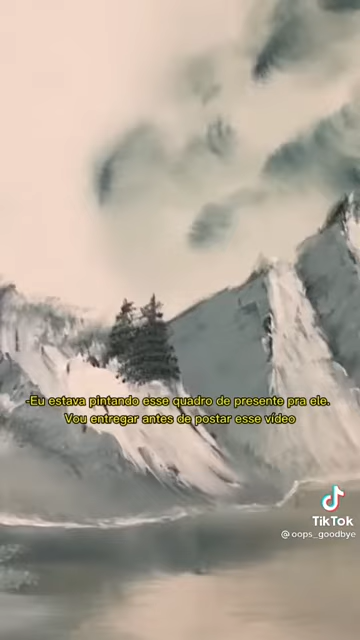 -Eu estava pintando esse quadro de presente pra ele.
Vou entregar antes de postar esse vídeo
TikTok
@oops_goodbye